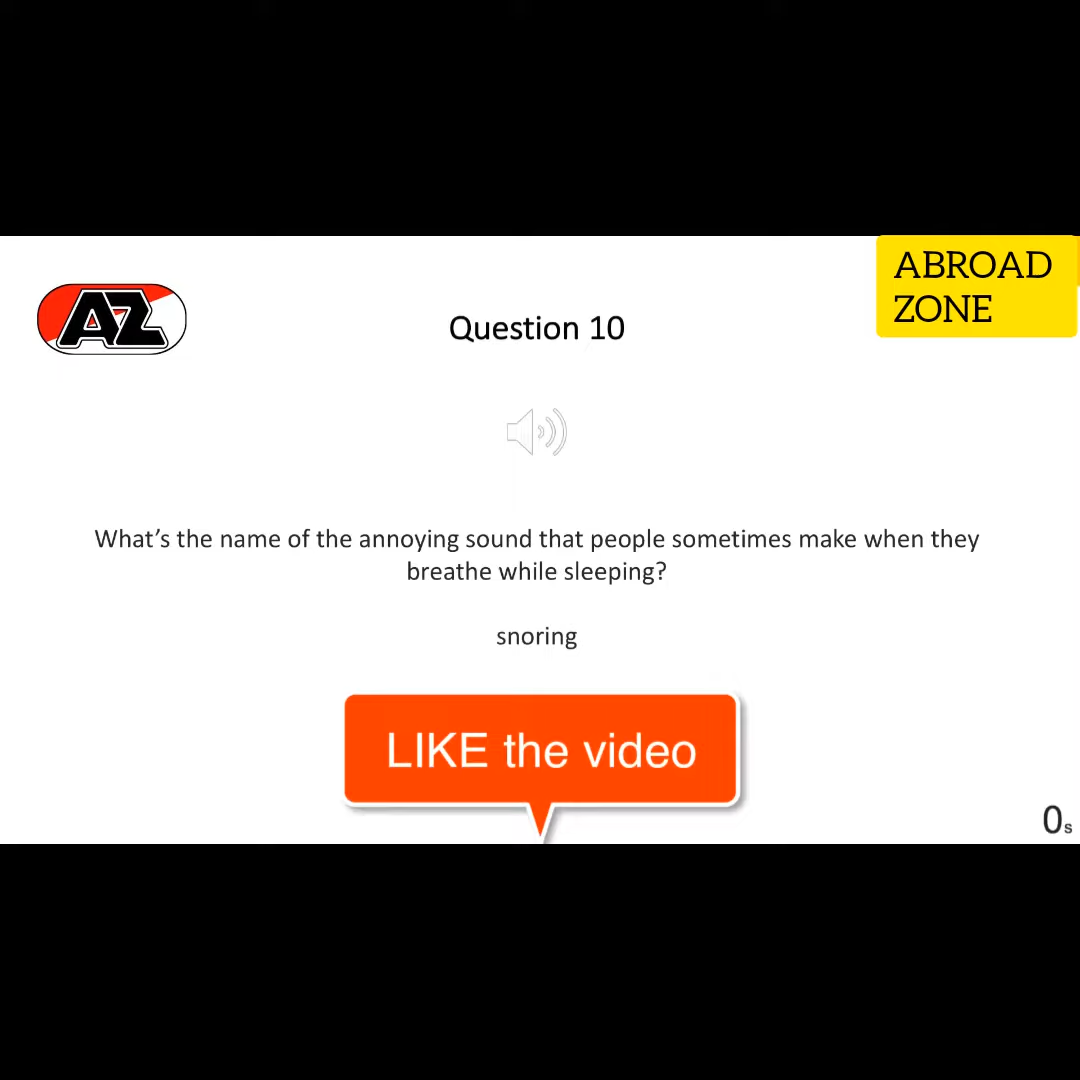 ABROAD
ZONE
AZ
Question 10
What’s the name of the annoying sound that people sometimes make when they
breathe while sleeping?
snoring
LIKE the video
0s